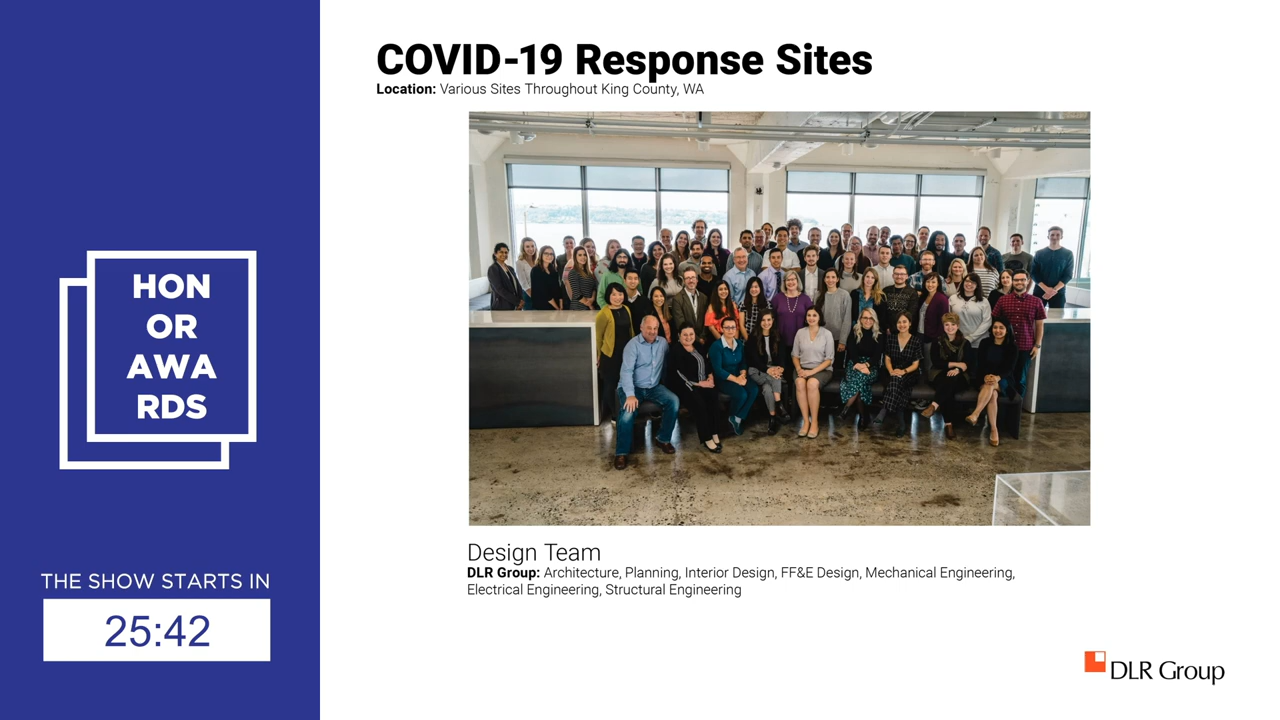 COVID-19 Response Sites
Location: Various Sites Throughout King County, WA
HON
OR
AWA
RDS
THE SHOW STARTS IN
25:42
Design Team
DLR Group: Architecture, Planning, Interior Design, FF&E Design, Mechanical Engineering,
Electrical Engineering, Structural Engineering
DLR Group